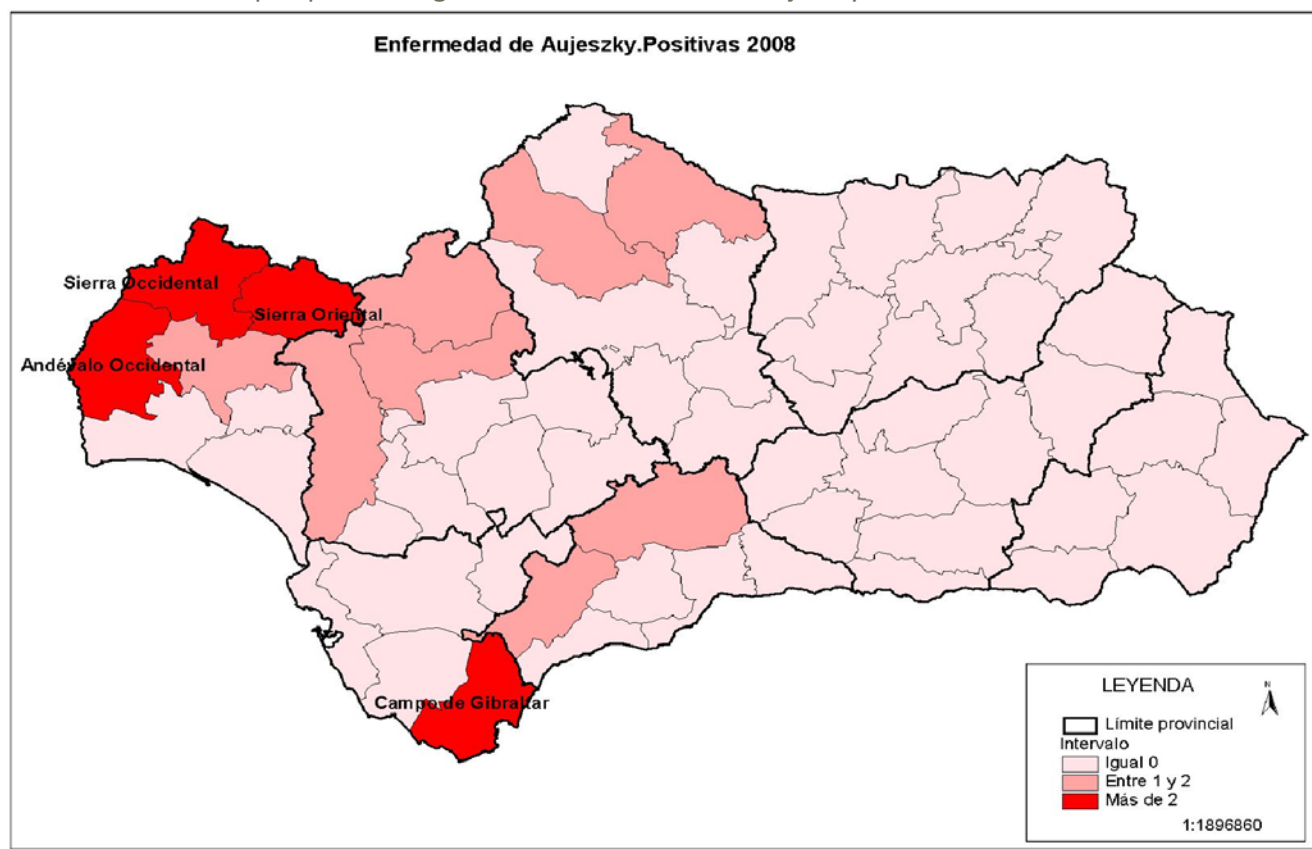 Enfermedad de Aujeszky.Positivas 2008
Sierra Occidental
Sierra Oriental
Andévalo Occidental
Campo de Gibraltar
LEYENDA
N
Límite provincial
Intervalo
Igual 0
Entre 1 y 2
Más de 2
1:1896860